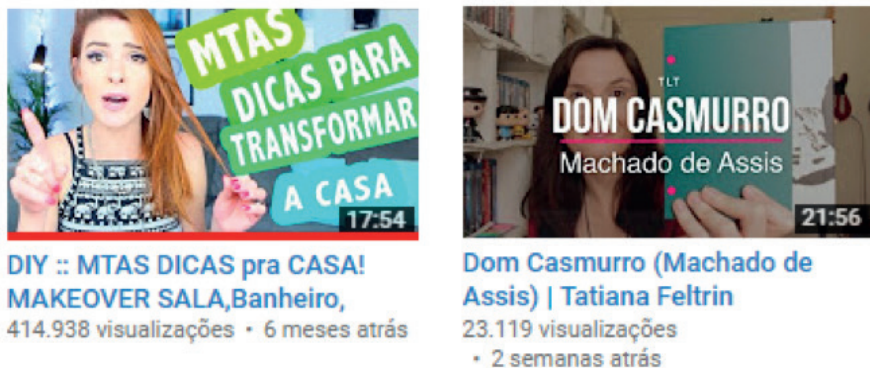 MTAS
DICAS PARA
TRANSFORMAR
A CASA
17:54
DIY :: MTAS DICAS pra CASA!
MAKEOVER SALA,Banheiro,
414.938 visualizações • 6 meses atrás
TLT
DOM CASMURRO
Machado de Assis
21:56
Dom Casmurro (Machado de
Assis) | Tatiana Feltrin
23.119 visualizações
• 2 semanas atrás